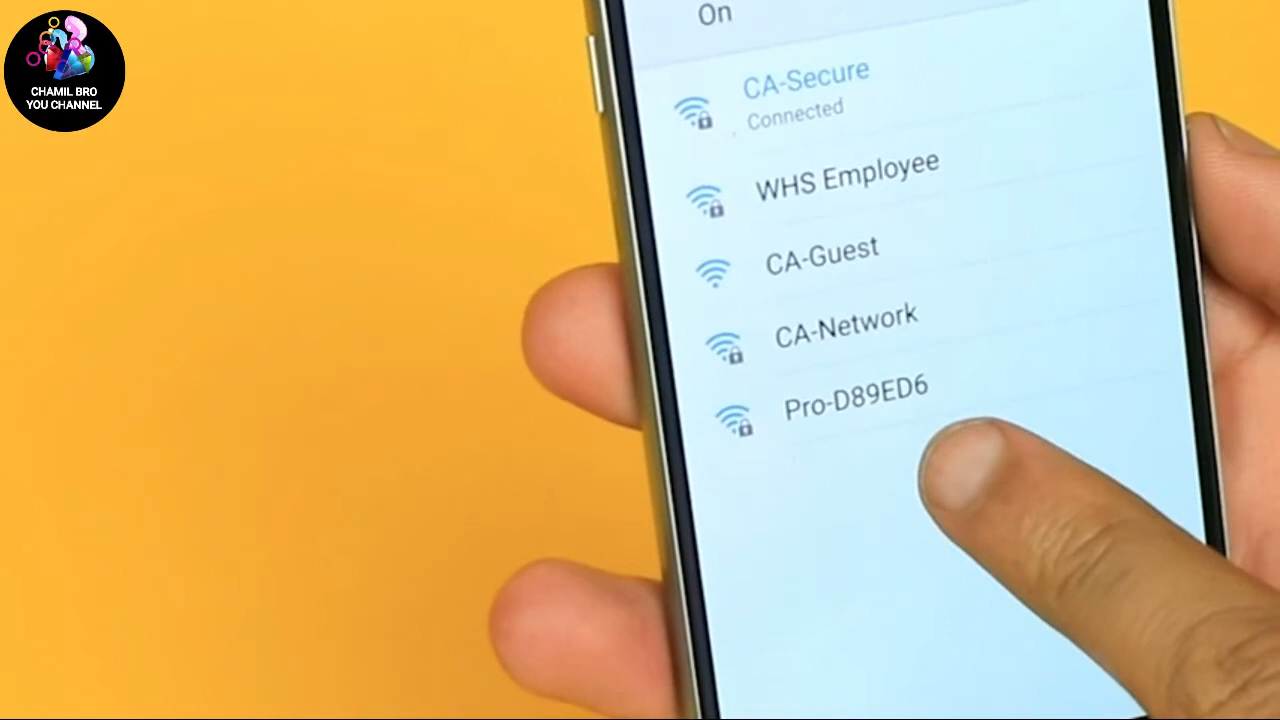 CHAMIL BRO
YOU CHANNEL
On
CA-Secure
Connected
WHS Employee
CA-Guest
CA-Network
Pro-D89ED6